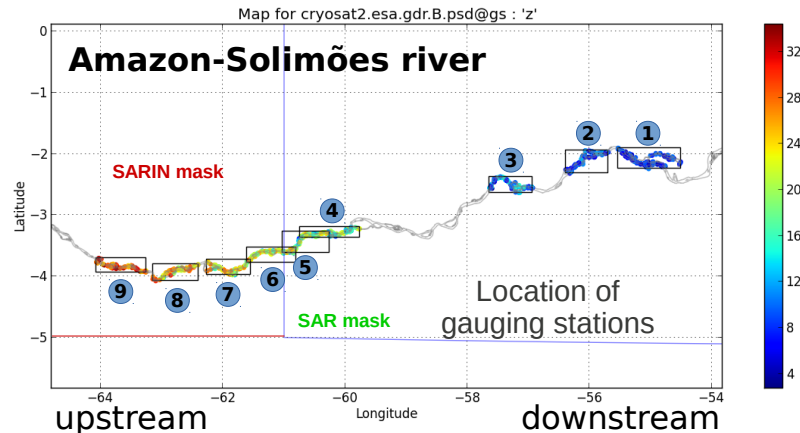 Map for cryosat2.esa.gdr.B.psd@gs : 'z'
Amazon-Solimões river
0
−1
−2
−3
−4
−5
Latitude
SARIN mask
SAR mask
1
2
3
4
5
6
7
8
9
Location of
gauging stations
−64
−62
−60
−58
−56
−54
Longitude
upstream
downstream
32
28
24
20
16
12
8
4